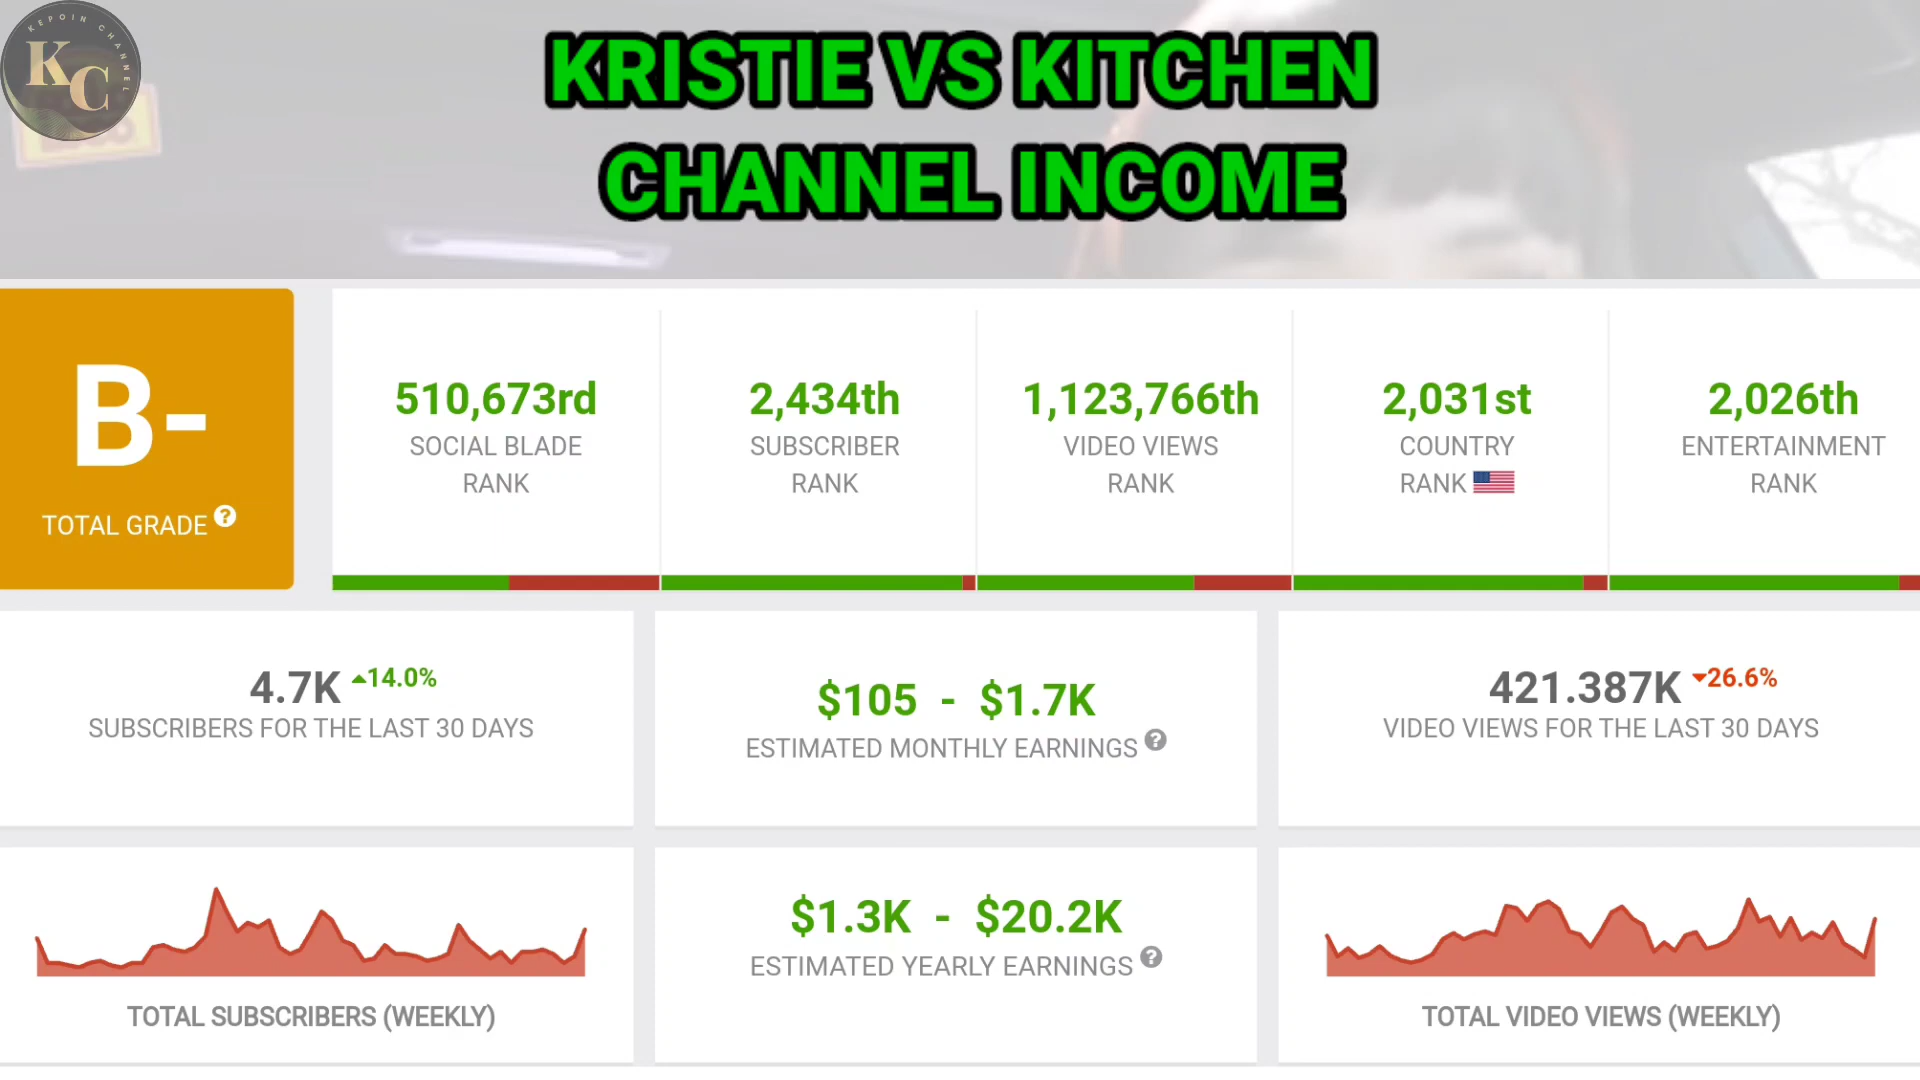 KEPOIN CHANNEL
KC
KRISTIE VS KITCHEN
CHANNEL INCOME
B-
TOTAL GRADE ?
510,673rd
SOCIAL BLADE
RANK
2,434th
SUBSCRIBER
RANK
1,123,766th
VIDEO VIEWS
RANK
2,031st
COUNTRY
RANK
2,026th
ENTERTAINMENT
RANK
4.7K 14.0%
SUBSCRIBERS FOR THE LAST 30 DAYS
$105 - $1.7K
ESTIMATED MONTHLY EARNINGS ?
421.387K 26.6%
VIDEO VIEWS FOR THE LAST 30 DAYS
TOTAL SUBSCRIBERS (WEEKLY)
$1.3K - $20.2K
ESTIMATED YEARLY EARNINGS ?
TOTAL VIDEO VIEWS (WEEKLY)